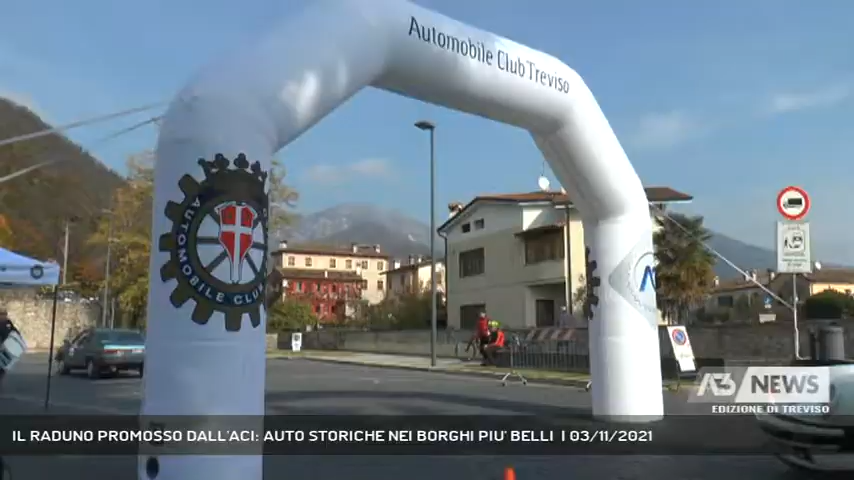 Automobile Club Treviso
AUTOMOBILE CLUB
A3 NEWS
EDIZIONE DI TREVISO
IL RADUNO PROMOSSO DALL'ACI: AUTO STORICHE NEI BORGHI PIU' BELLI | 03/11/2021